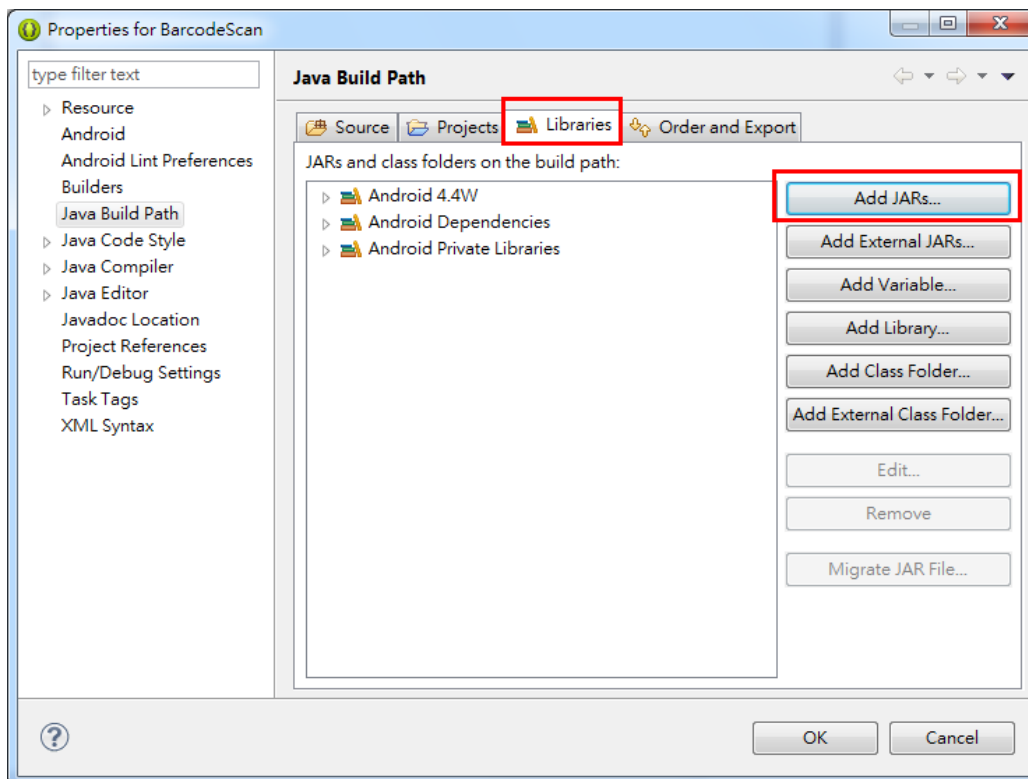 Properties for BarcodeScan
type filter text
Resource
Android
Android Lint Preferences
Builders
Java Build Path
Java Code Style
Java Compiler
Java Editor
Javadoc Location
Project References
Run/Debug Settings
Task Tags
XML Syntax
Java Build Path
Source Projects Libraries Order and Export
JARs and class folders on the build path:
Android 4.4W
Android Dependencies
Android Private Libraries
Add JARs...
Add External JARs...
Add Variable...
Add Library...
Add Class Folder...
Add External Class Folder...
Edit...
Remove
Migrate JAR File...
?
OK Cancel